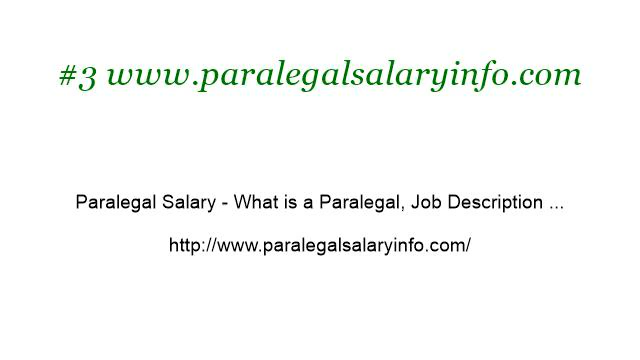 #3 www.paralegalsalaryinfo.com
Paralegal Salary - What is a Paralegal, Job Description ...
http://www.paralegalsalaryinfo.com/